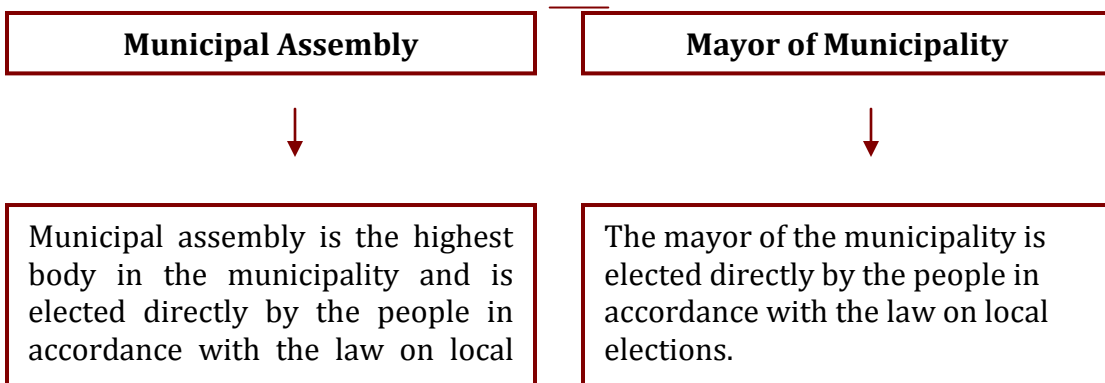 Municipal Assembly
Mayor of Municipality
Municipal assembly is the highest
body in the municipality and is
elected directly by the people in
accordance with the law on local
The mayor of the municipality is
elected directly by the people in
accordance with the law on local
elections.